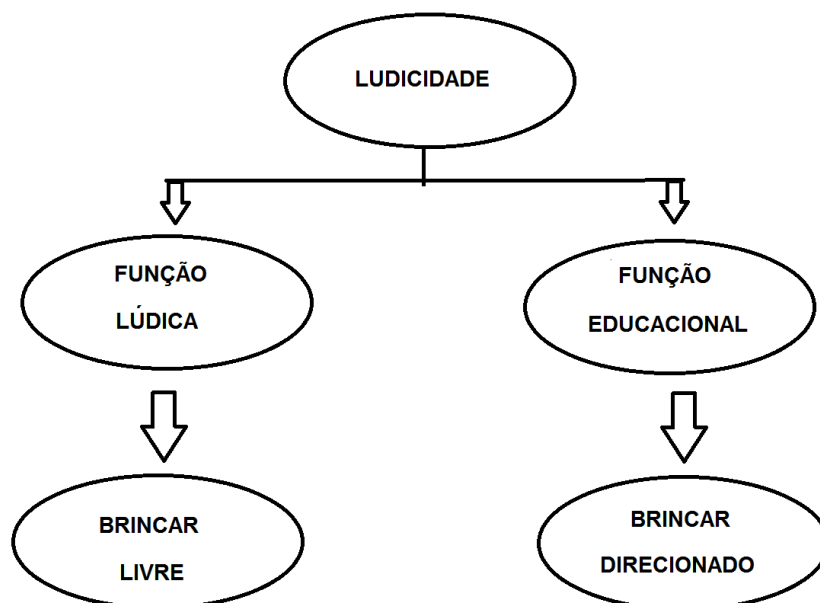 LUDICIDADE
FUNÇÃO
LÚDICA
FUNÇÃO
EDUCACIONAL
BRINCAR
LIVRE
BRINCAR
DIRECIONADO